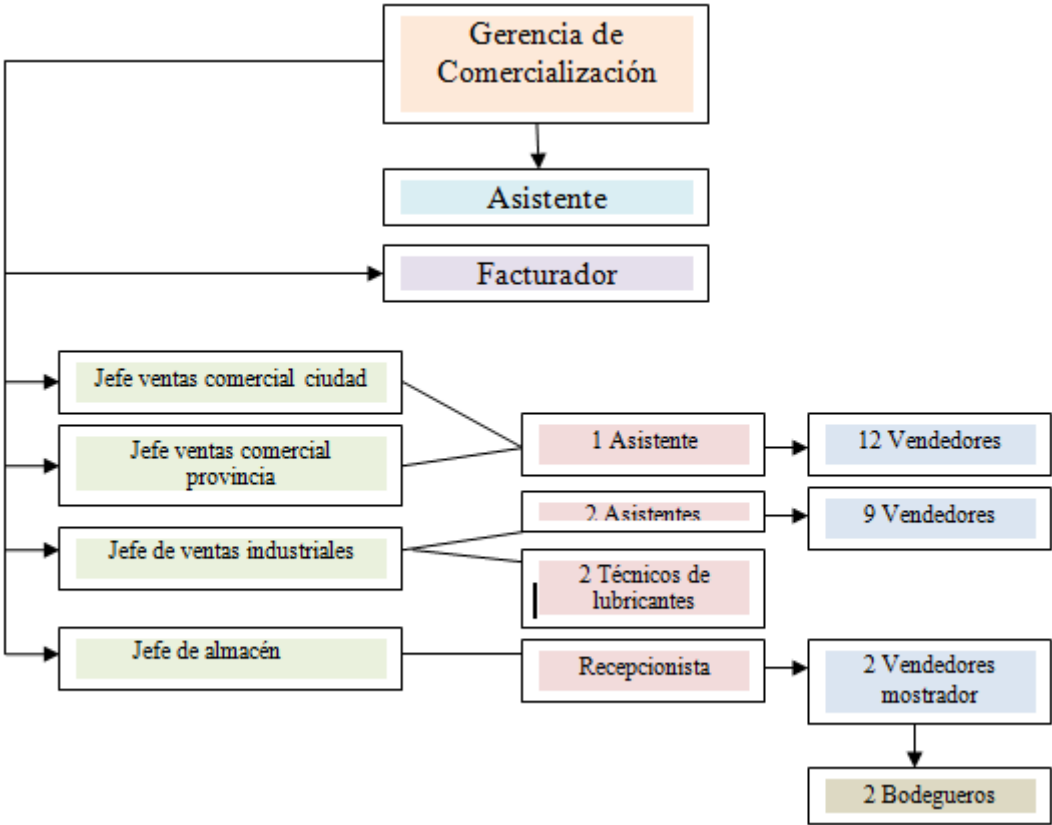 Gerencia de
Comercialización
Asistente
Facturador
Jefe ventas comercial ciudad
Jefe ventas comercial
provincia
1 Asistente
12 Vendedores
2 Asistentes
9 Vendedores
Jefe de ventas industriales
2 Técnicos de
lubricantes
Jefe de almacén
Recepcionista
2 Vendedores
mostrador
2 Bodegueros